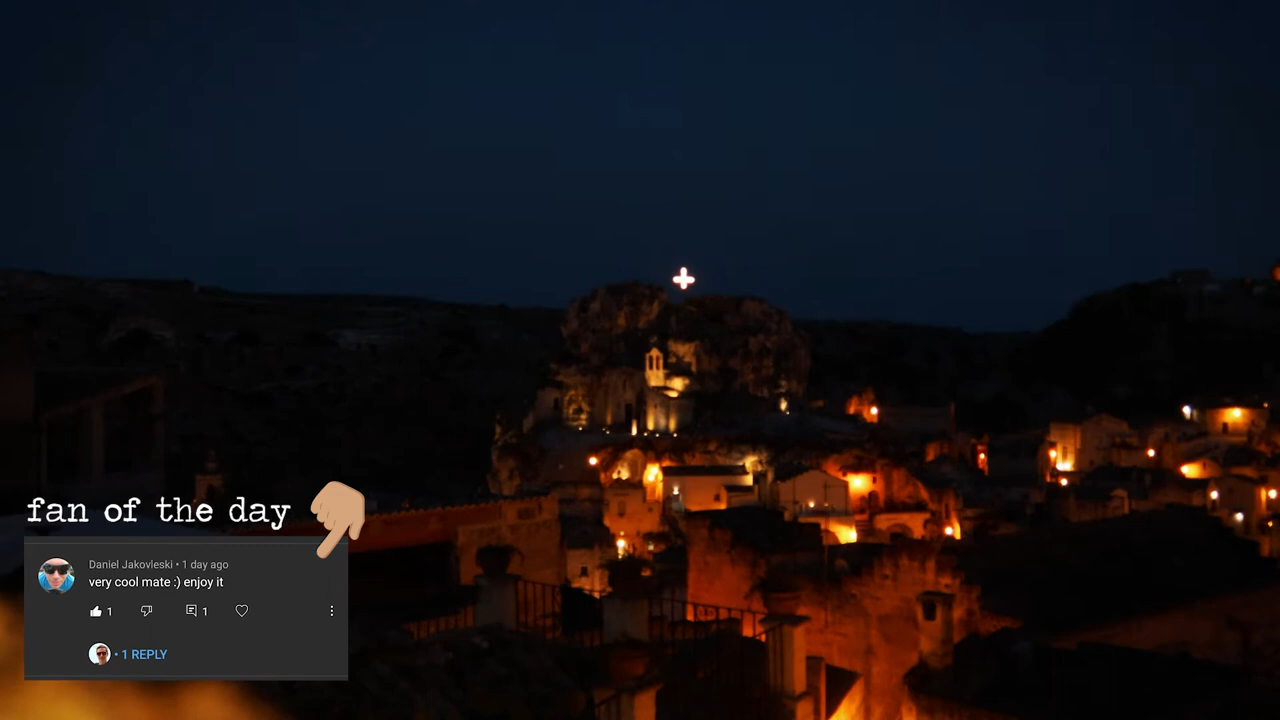 fan of the day
Daniel Jakovleski • 1 day ago
very cool mate :) enjoy it
1 1
• 1 REPLY